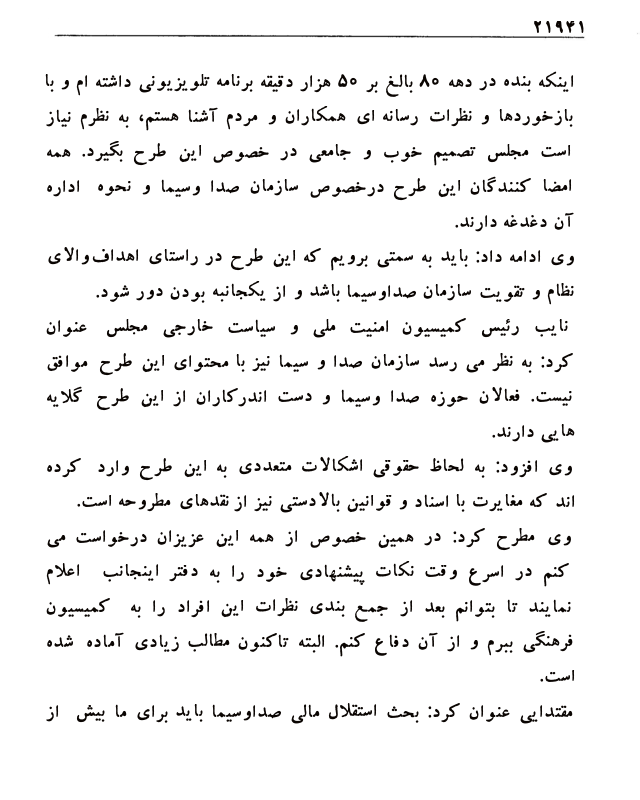 ۲۱۹۴۱
اینکه بنده در دهه ۸۰ بالغ بر ۵۰ هزار دقیقه برنامه تلویزیونی داشته ام و با
بازخوردها و نظرات رسانه ای همکاران و مردم آشنا هستم، به نظرم نیاز
است مجلس تصمیم خوب و جامعی در خصوص این طرح بگیرد. همه
امضا کنندگان این طرح درخصوص سازمان صدا وسیما و نحوه اداره
آن دغدغه دارند.
وی ادامه داد: باید به سمتی برویم که این طرح در راستای اهداف والای
نظام و تقویت سازمان صداوسیما باشد و از یکجانبه بودن دور شود.
نایب رئیس کمیسیون امنیت ملی و سیاست خارجی مجلس عنوان
کرد: به نظر می رسد سازمان صدا و سیما نیز با محتوای این طرح موافق
نیست. فعالان حوزه صدا وسیما و دست اندرکاران از این طرح گلایه
هایی دارند.
وی افزود: به لحاظ حقوقی اشکالات متعددی به این طرح وارد کرده
اند که مغایرت با اسناد و قوانین بالادستی نیز از نقدهای مطروحه است.
وی مطرح کرد: در همین خصوص از همه این عزیزان درخواست می
کنم در اسرع وقت نکات پیشنهادی خود را به دفتر اینجانب اعلام
نمایند تا بتوانم بعد از جمع بندی نظرات این افراد را به کمیسیون
فرهنگی ببرم و از آن دفاع کنم. البته تاکنون مطالب زیادی آماده شده
است.
مقتدایی عنوان کرد: بحث استقلال مالی صداوسیما باید برای ما بیش از